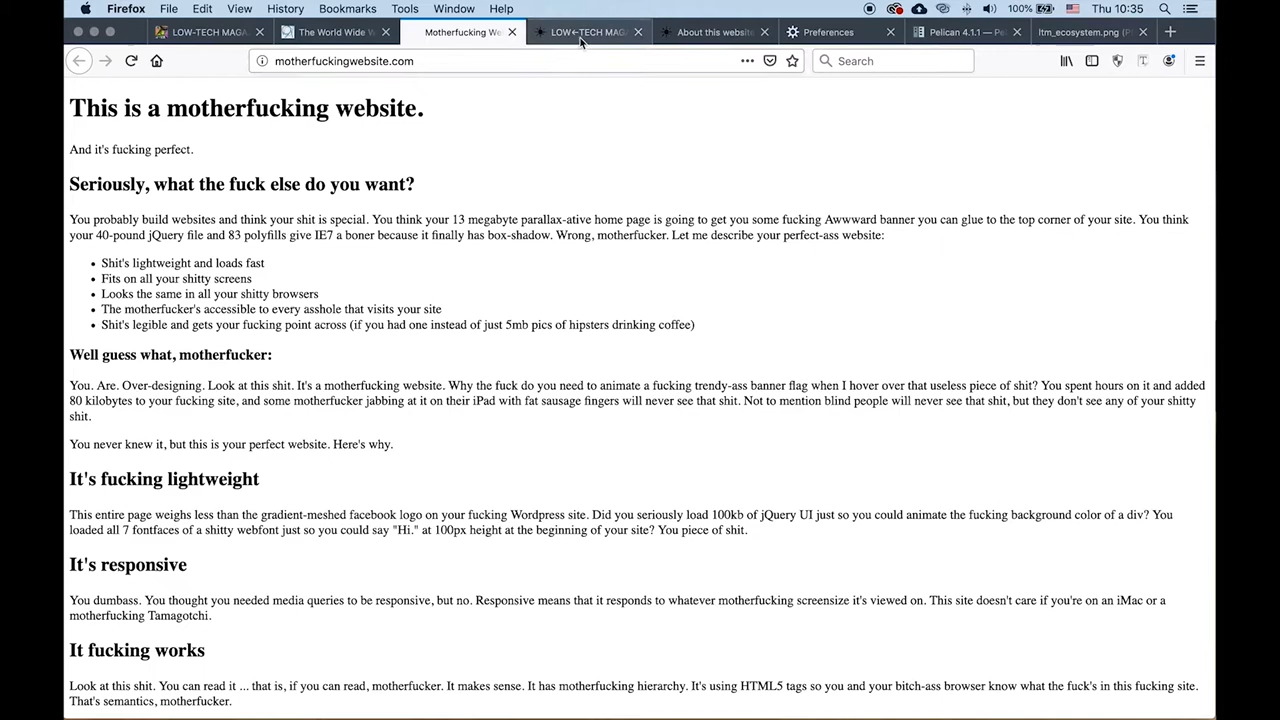 Firefox File Edit View History Bookmarks Tools Window Help 100% Thu 10:35
LOW-TECH MAGA The World Wide W Motherfucking We LOW←TECH MAG About this website Preferences Pelican 4.1.1 — Pel ltm_ecosystem.png (P
motherfuckingwebsite.com Search
This is a motherfucking website.
And it's fucking perfect.
Seriously, what the fuck else do you want?
You probably build websites and think your shit is special. You think your 13 megabyte parallax-ative home page is going to get you some fucking Awwward banner you can glue to the top corner of your site. You think
your 40-pound jQuery file and 83 polyfills give IE7 a boner because it finally has box-shadow. Wrong, motherfucker. Let me describe your perfect-ass website:
• Shit's lightweight and loads fast
• Fits on all your shitty screens
• Looks the same in all your shitty browsers
• The motherfucker's accessible to every asshole that visits your site
• Shit's legible and gets your fucking point across (if you had one instead of just 5mb pics of hipsters drinking coffee)
Well guess what, motherfucker:
You. Are. Over-designing. Look at this shit. It's a motherfucking website. Why the fuck do you need to animate a fucking trendy-ass banner flag when I hover over that useless piece of shit? You spent hours on it and added
80 kilobytes to your fucking site, and some motherfucker jabbing at it on their iPad with fat sausage fingers will never see that shit. Not to mention blind people will never see that shit, but they don't see any of your shitty
shit.
You never knew it, but this is your perfect website. Here's why.
It's fucking lightweight
This entire page weighs less than the gradient-meshed facebook logo on your fucking Wordpress site. Did you seriously load 100kb of jQuery UI just so you could animate the fucking background color of a div? You
loaded all 7 fontfaces of a shitty webfont just so you could say "Hi." at 100px height at the beginning of your site? You piece of shit.
It's responsive
You dumbass. You thought you needed media queries to be responsive, but no. Responsive means that it responds to whatever motherfucking screensize it's viewed on. This site doesn't care if you're on an iMac or a
motherfucking Tamagotchi.
It fucking works
Look at this shit. You can read it ... that is, if you can read, motherfucker. It makes sense. It has motherfucking hierarchy. It's using HTML5 tags so you and your bitch-ass browser know what the fuck's in this fucking site.
That's semantics, motherfucker.